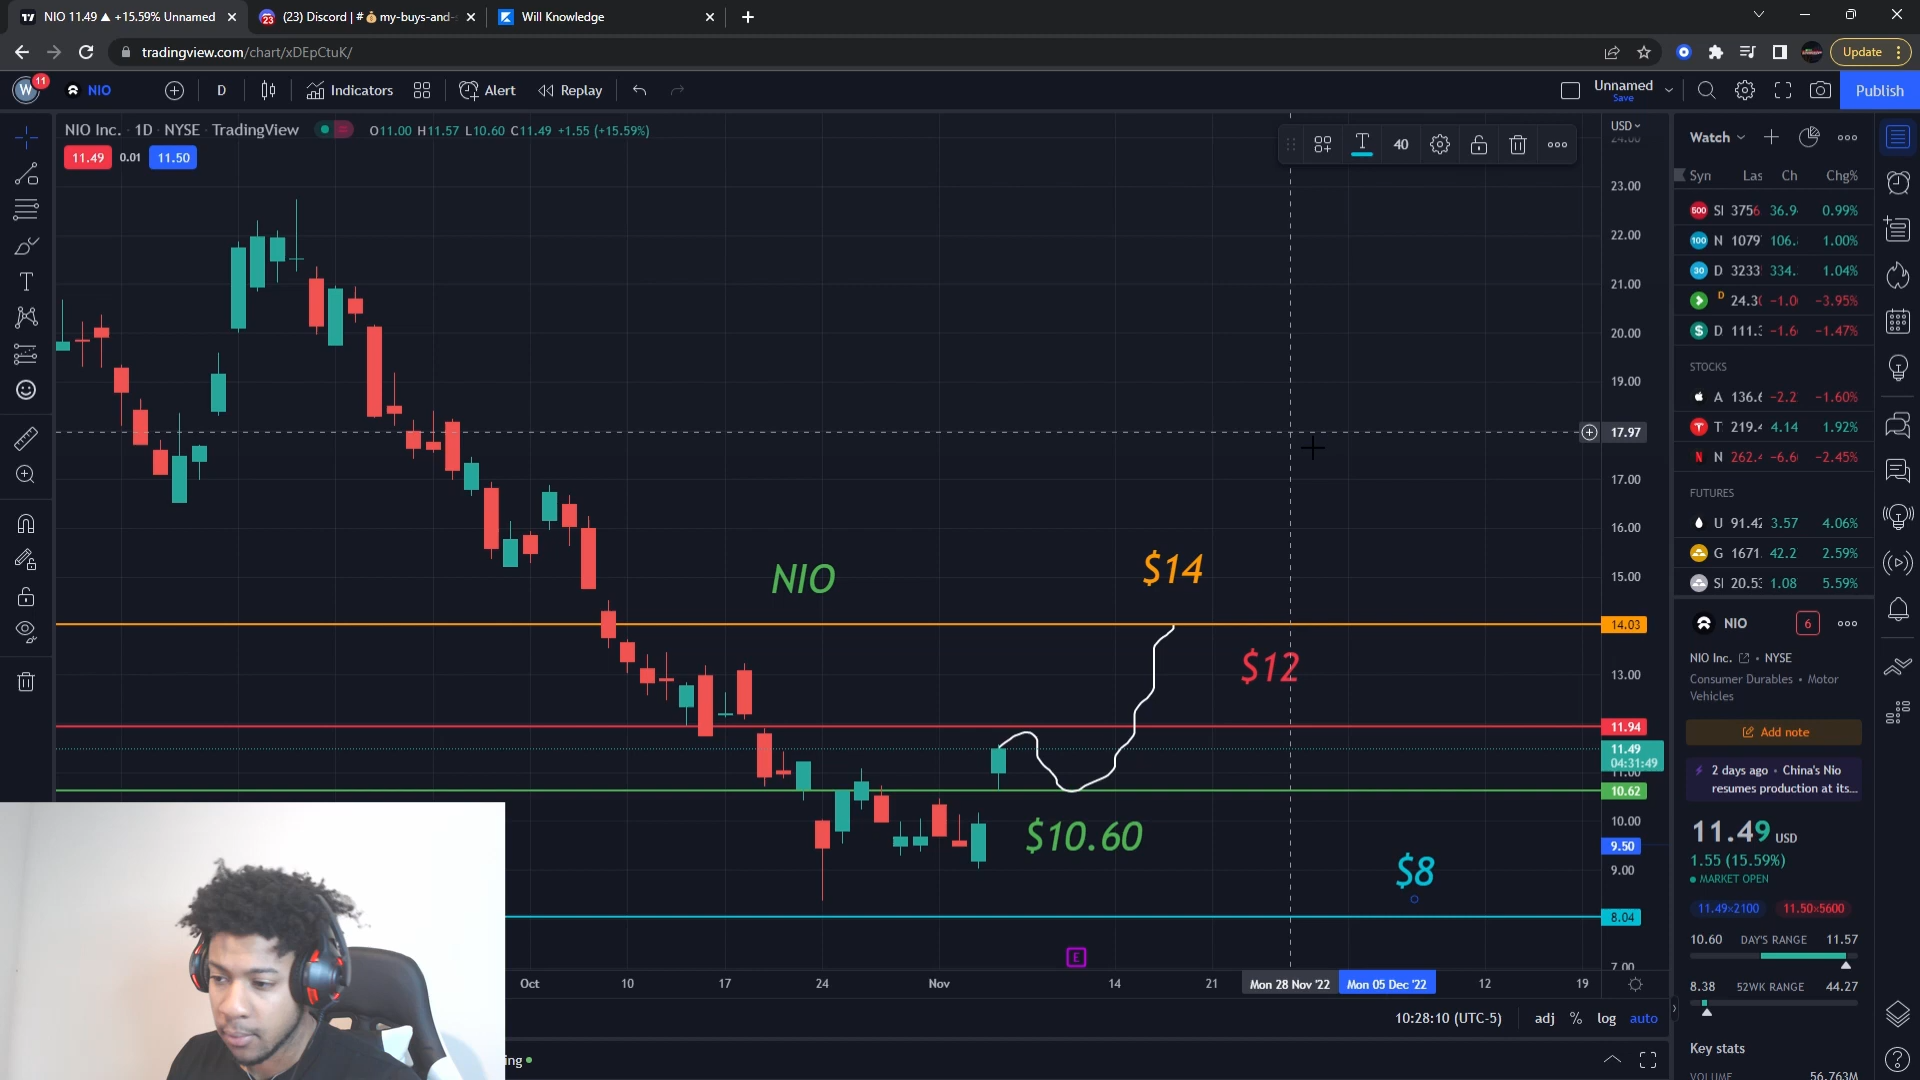 NIO 11.49 ▲ +15.59% Unnamed
(23) Discord | # my-buys-and-s
Will Knowledge
tradingview.com/chart/xDEpCtuK/
Update
W
11
NIO
D
Indicators
Alert
Replay
Unnamed
Save
Publish
NIO Inc. · 1D · NYSE · TradingView
O11.00 H11.57 L10.60 C11.49 +1.55 (+15.59%)
11.49
0.01
11.50
40
USD
24.00
23.00
22.00
21.00
20.00
19.00
17.97
17.00
16.00
15.00
14.03
13.00
11.94
11.49
04:31:49
11.00
10.62
10.00
9.50
9.00
8.04
7.00
NIO
$14
$12
$10.60
$8
E
Oct
10
17
24
Nov
14
21
Mon 28 Nov '22
Mon 05 Dec '22
12
19
10:28:10 (UTC-5)
adj
%
log
auto
ing
Watch
Syn Las Ch Chg%
500 SI 3756 36.9 0.99%
100 N 1079 106. 1.00%
30 D 3233 334. 1.04%
D 24.3 -1.0 -3.95%
$ D 111. -1.6 -1.47%
STOCKS
A 136.6 -2.2 -1.60%
T 219.4 4.14 1.92%
N 262. -6.6 -2.45%
FUTURES
U 91.42 3.57 4.06%
G 1671 42.2 2.59%
SI 20.53 1.08 5.59%
NIO
6
NIO Inc. • NYSE
Consumer Durables • Motor
Vehicles
Add note
2 days ago • China's Nio
resumes production at its...
11.49 USD
1.55 (15.59%)
MARKET OPEN
11.49×2100
11.50×5600
10.60 DAY'S RANGE 11.57
8.38 52WK RANGE 44.27
Key stats
VOLUME 56.763M